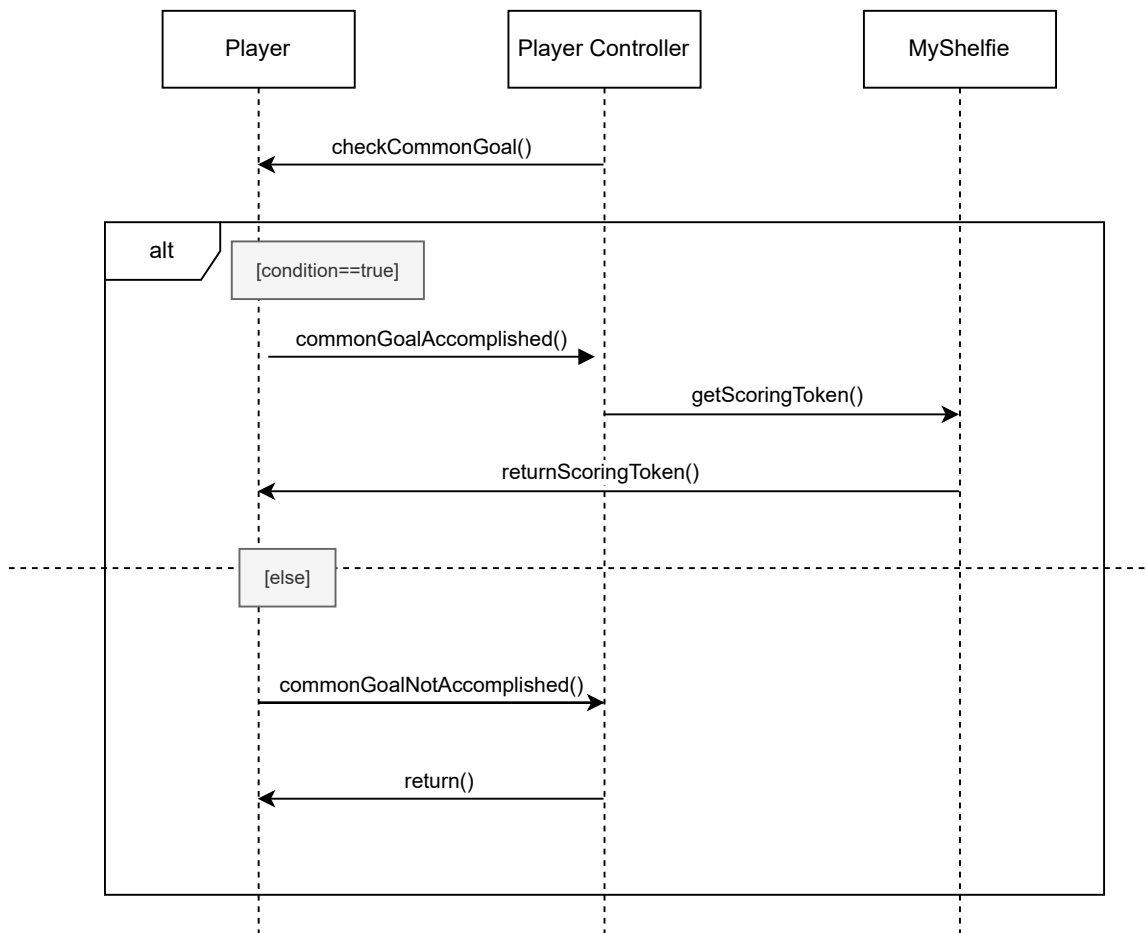 Player
Player Controller
MyShelfie
checkCommonGoal()
alt
[condition==true]
commonGoalAccomplished()
getScoringToken()
returnScoringToken()
[else]
commonGoalNotAccomplished()
return()